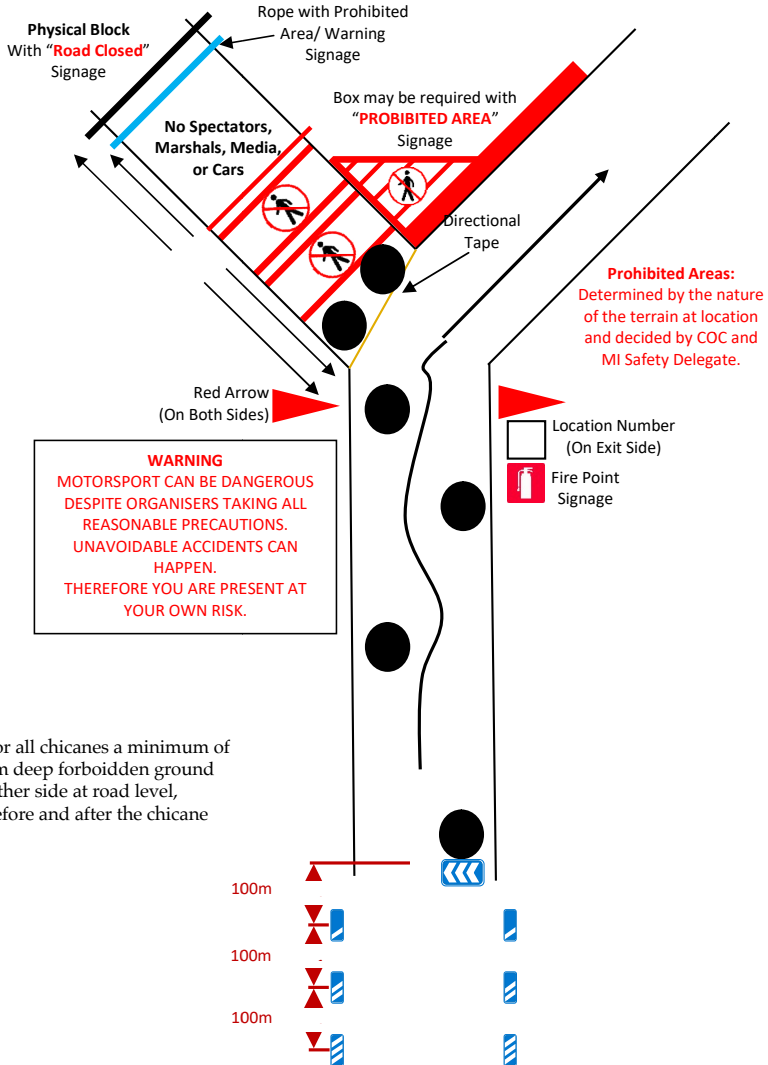 Physical Block
With “Road Closed”
Signage
Rope with Prohibited
Area/ Warning
Signage
No Spectators,
Marshals, Media,
or Cars
Box may be required with
“PROBIBITED AREA”
Signage
Directional
Tape
Prohibited Areas:
Determined by the nature
of the terrain at location
and decided by COC and
MI Safety Delegate.
Red Arrow
(On Both Sides)
Location Number
(On Exit Side)
Fire Point
Signage
WARNING
MOTORSPORT CAN BE DANGEROUS
DESPITE ORGANISERS TAKING ALL
REASONABLE PRECAUTIONS.
UNAVOIDABLE ACCIDENTS CAN
HAPPEN.
THEREFORE YOU ARE PRESENT AT
YOUR OWN RISK.
or all chicanes a minimum of
deep forboidden ground
ther side at road level,
efore and after the chicane
100m
100m
100m